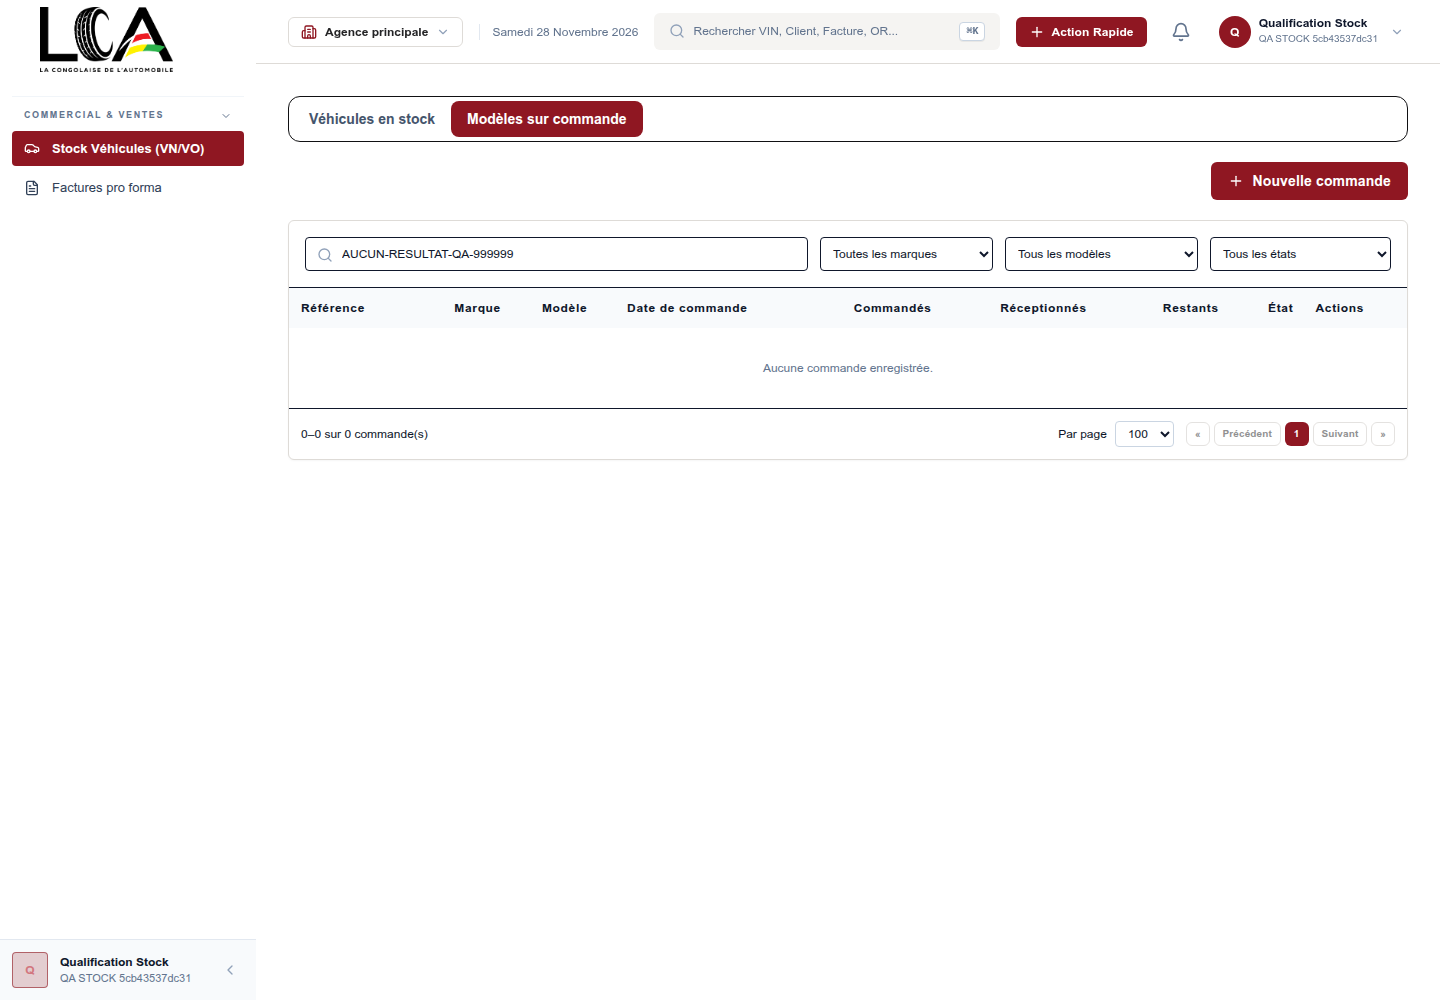 LCA
LA CONGOLAISE DE L'AUTOMOBILE
Agence principale
Samedi 28 Novembre 2026
Rechercher VIN, Client, Facture, OR...
⌘K
Action Rapide
Q
Qualification Stock
QA STOCK 5cb43537dc31
COMMERCIAL & VENTES
Stock Véhicules (VN/VO)
Factures pro forma
Véhicules en stock
Modèles sur commande
Nouvelle commande
AUCUN-RESULTAT-QA-999999
Toutes les marques
Tous les modèles
Tous les états
Référence Marque Modèle Date de commande Commandés Réceptionnés Restants État Actions
Aucune commande enregistrée.
0–0 sur 0 commande(s)
Par page 100 « Précédent 1 Suivant »
Q
Qualification Stock
QA STOCK 5cb43537dc31